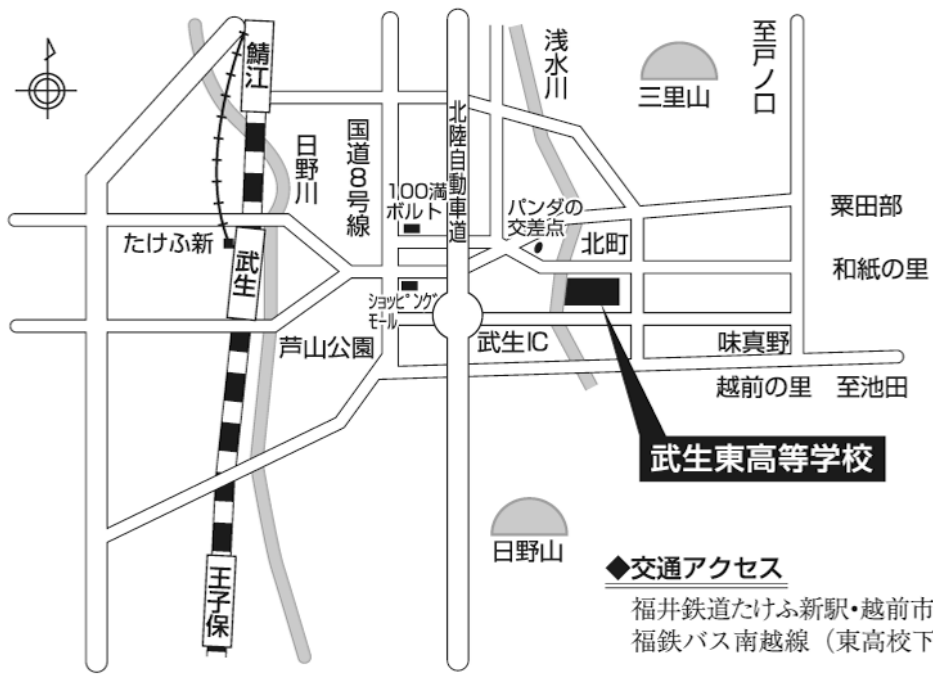 鯖江
日野川
国道8号線
北陸自動車道
浅水川
三里山
至戸ノ口
100満
ボルト
パンダの
交差点
北町
粟田部
和紙の里
たけふ新
武生
ショッピング
モール
芦山公園
武生IC
味真野
越前の里
至池田
武生東高等学校
日野山
王子保
◆交通アクセス
福井鉄道たけふ新駅・越前市
福鉄バス南越線（東高校下